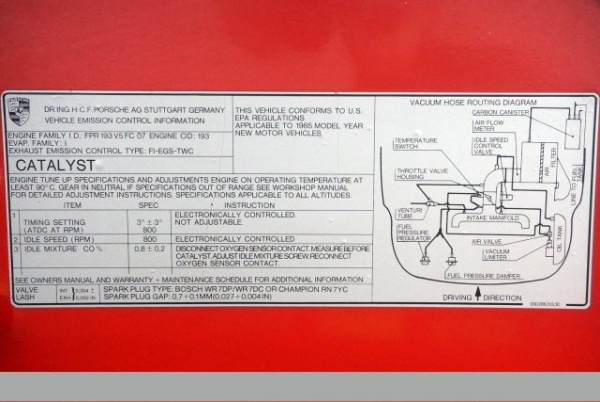 DR.ING.H.C.F.PORSCHE AG STUTTGART GERMANY
VEHICLE EMISSION CONTROL INFORMATION
THIS VEHICLE CONFORMS TO U.S.
EPA REGULATIONS
APPLICABLE TO 1985 MODEL YEAR
NEW MOTOR VEHICLES.
ENGINE FAMILY I.D.: FPR 193 V5 FC 07 ENGINE CID: 193
EVAP. FAMILY:
EXHAUST EMISSION CONTROL TYPE: FI-EGS-TWC
CATALYST
ENGINE TUNE UP SPECIFICATIONS AND ADJUSTMENTS ENGINE ON OPERATING TEMPERATURE AT
LEAST 90°C. GEAR IN NEUTRAL IF SPECIFICATIONS OUT OF RANGE SEE WORKSHOP MANUAL
FOR DETAILED ADJUSTMENT INSTRUCTIONS. SPECIFICATIONS APPLICABLE TO ALL ALTITUDES.
ITEM SPEC INSTRUCTION
1 TIMING SETTING (ATDC AT RPM) 3° ± 3° 800 ELECTRONICALLY CONTROLLED. NOT ADJUSTABLE.
2 IDLE SPEED (RPM) 800 ELECTRONICALLY CONTROLLED
3 IDLE MIXTURE CO % 0.8 ± 0.2 DISCONNECT OXYGEN SENSOR CONTACT. MEASURE BEFORE
CATALYST. ADJUST IDLE MIXTURE SCREW. RECONNECT
OXYGEN SENSOR CONTACT.
SEE OWNERS MANUAL AND WARRANTY + MAINTENANCE SCHEDULE FOR ADDITIONAL INFORMATION
VALVE LASH INT EXH SPARK PLUG TYPE: BOSCH WR 7DP/WR 7DC OR CHAMPION RN 7YC
SPARK PLUG GAP: 0.7 + 0.1MM (0.027 + 0.004 IN)
VACUUM HOSE ROUTING DIAGRAM
CARBON CANISTER
AIR FLOW
METER
IDLE SPEED
CONTROL VALVE
TEMPERATURE
SWITCH
AIR FILTER
LINE TO FUEL
TANK
THROTTLE VALVE
HOUSING
VENTURI
TUBE
INTAKE MANIFOLD
FUEL
PRESSURE
REGULATOR
OIL TANK
AIR VALVE
VACUUM
LIMITER
FUEL PRESSURE DAMPER
DRIVING DIRECTION